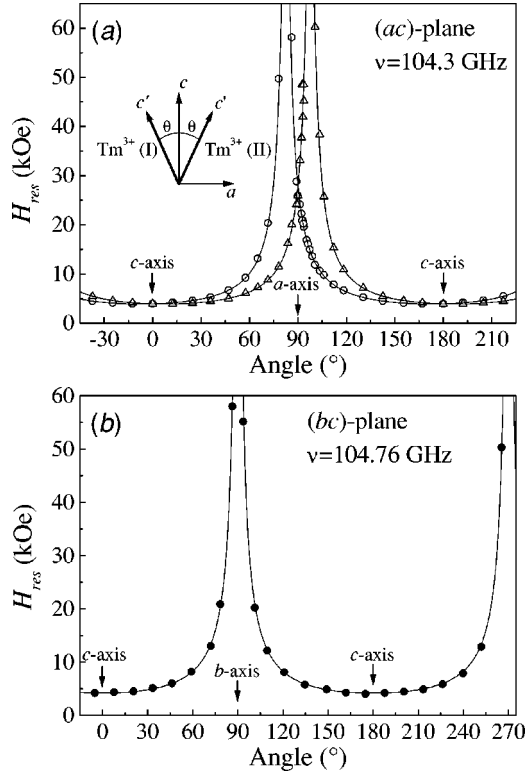 (a)
(ac)-plane
ν=104.3 GHz
c
c′ c'
θ θ
Tm³⁺ (I) Tm³⁺ (II)
a
60
50
40
30
20
10
0
H_res (kOe)
c-axis a-axis c-axis
-30 0 30 60 90 120 150 180 210
Angle (°)
(b)
(bc)-plane
ν=104.76 GHz
60
50
40
30
20
10
0
H_res (kOe)
c-axis b-axis c-axis
0 30 60 90 120 150 180 210 240 270
Angle (°)